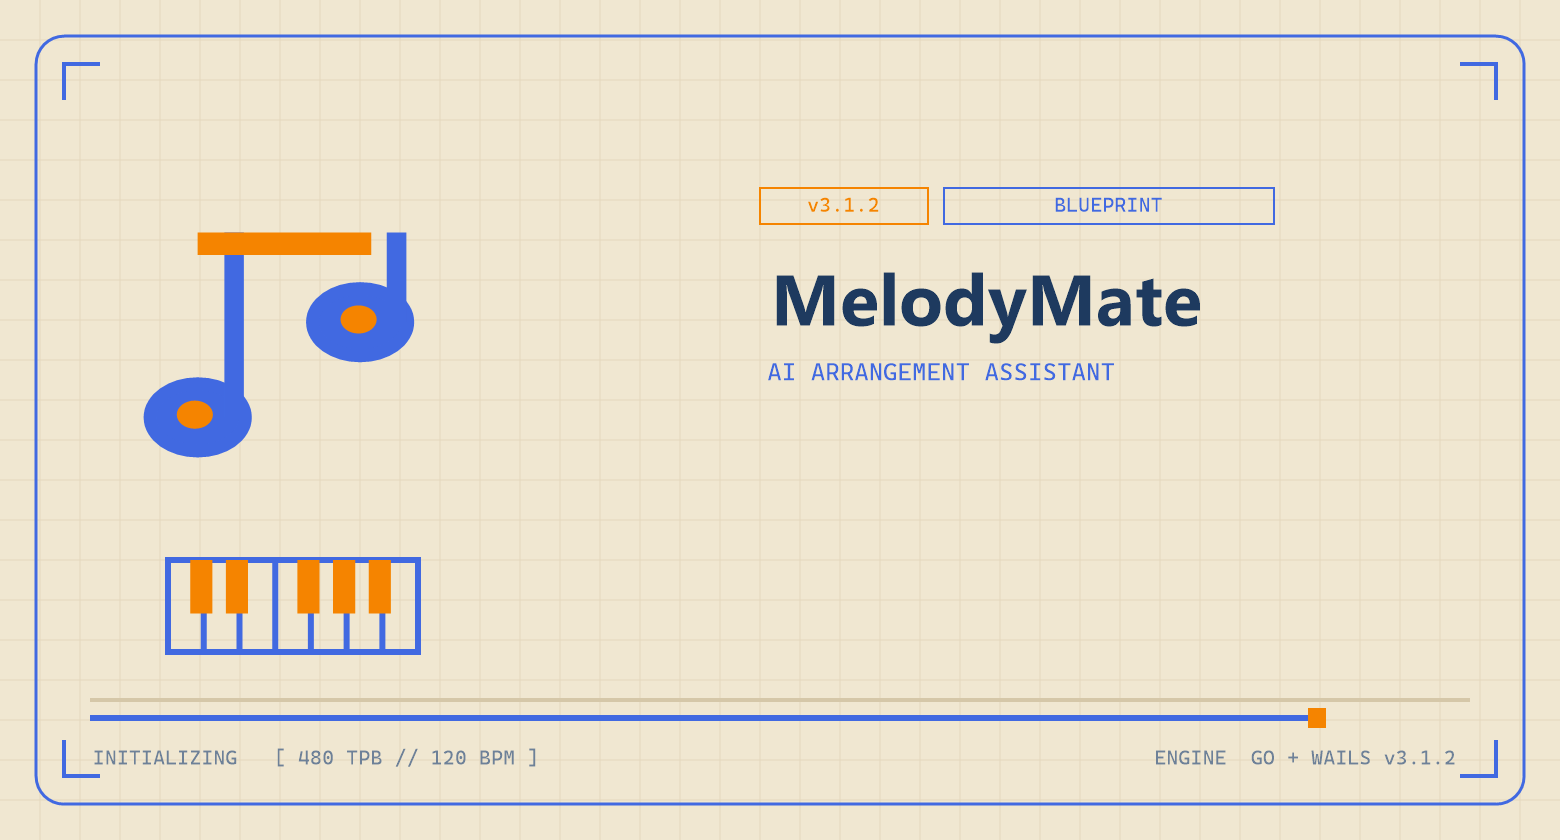 v3.1.2 BLUEPRINT
MelodyMate
AI ARRANGEMENT ASSISTANT
INITIALIZING [ 480 TPB // 120 BPM ] ENGINE GO + WAILS v3.1.2